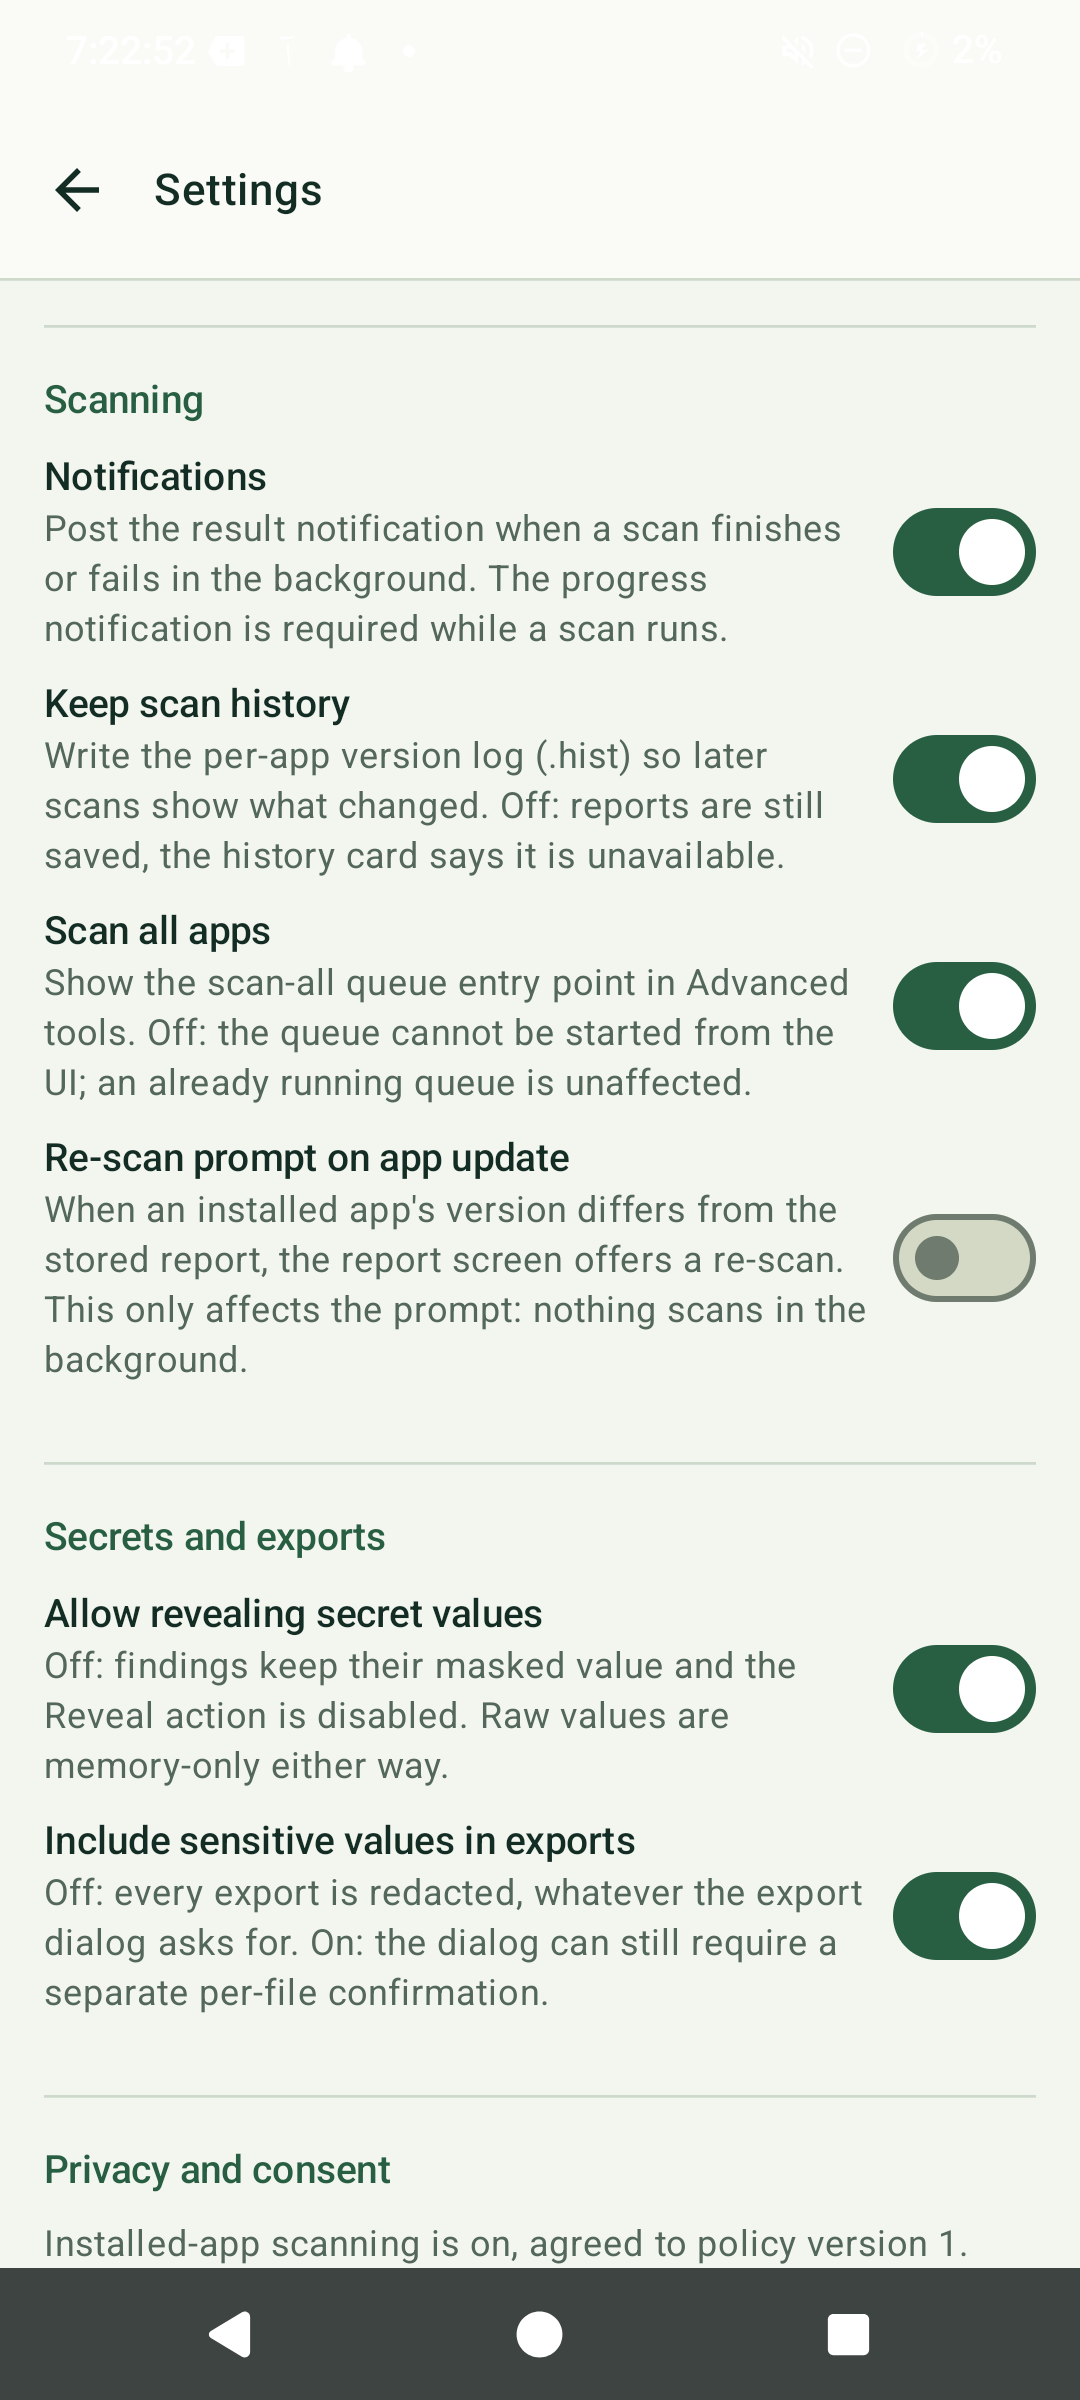 7:22:52
2%
Settings
Scanning
Notifications
Post the result notification when a scan finishes
or fails in the background. The progress
notification is required while a scan runs.
Keep scan history
Write the per-app version log (.hist) so later
scans show what changed. Off: reports are still
saved, the history card says it is unavailable.
Scan all apps
Show the scan-all queue entry point in Advanced
tools. Off: the queue cannot be started from the
UI; an already running queue is unaffected.
Re-scan prompt on app update
When an installed app's version differs from the
stored report, the report screen offers a re-scan.
This only affects the prompt: nothing scans in the
background.
Secrets and exports
Allow revealing secret values
Off: findings keep their masked value and the
Reveal action is disabled. Raw values are
memory-only either way.
Include sensitive values in exports
Off: every export is redacted, whatever the export
dialog asks for. On: the dialog can still require a
separate per-file confirmation.
Privacy and consent
Installed-app scanning is on, agreed to policy version 1.